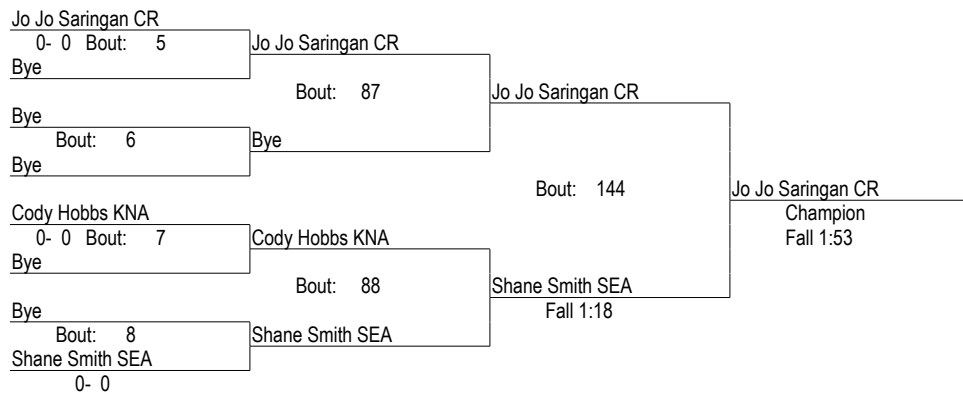 Jo Jo Saringan CR
0- 0 Bout: 5
Bye
Bye
Bout: 6
Bye
Cody Hobbs KNA
0- 0 Bout: 7
Bye
Bye
Bout: 8
Shane Smith SEA
0- 0
Jo Jo Saringan CR
Bout: 87
Bye
Cody Hobbs KNA
Bout: 88
Shane Smith SEA
Jo Jo Saringan CR
Bout: 144
Shane Smith SEA
Fall 1:18
Jo Jo Saringan CR
Champion
Fall 1:53